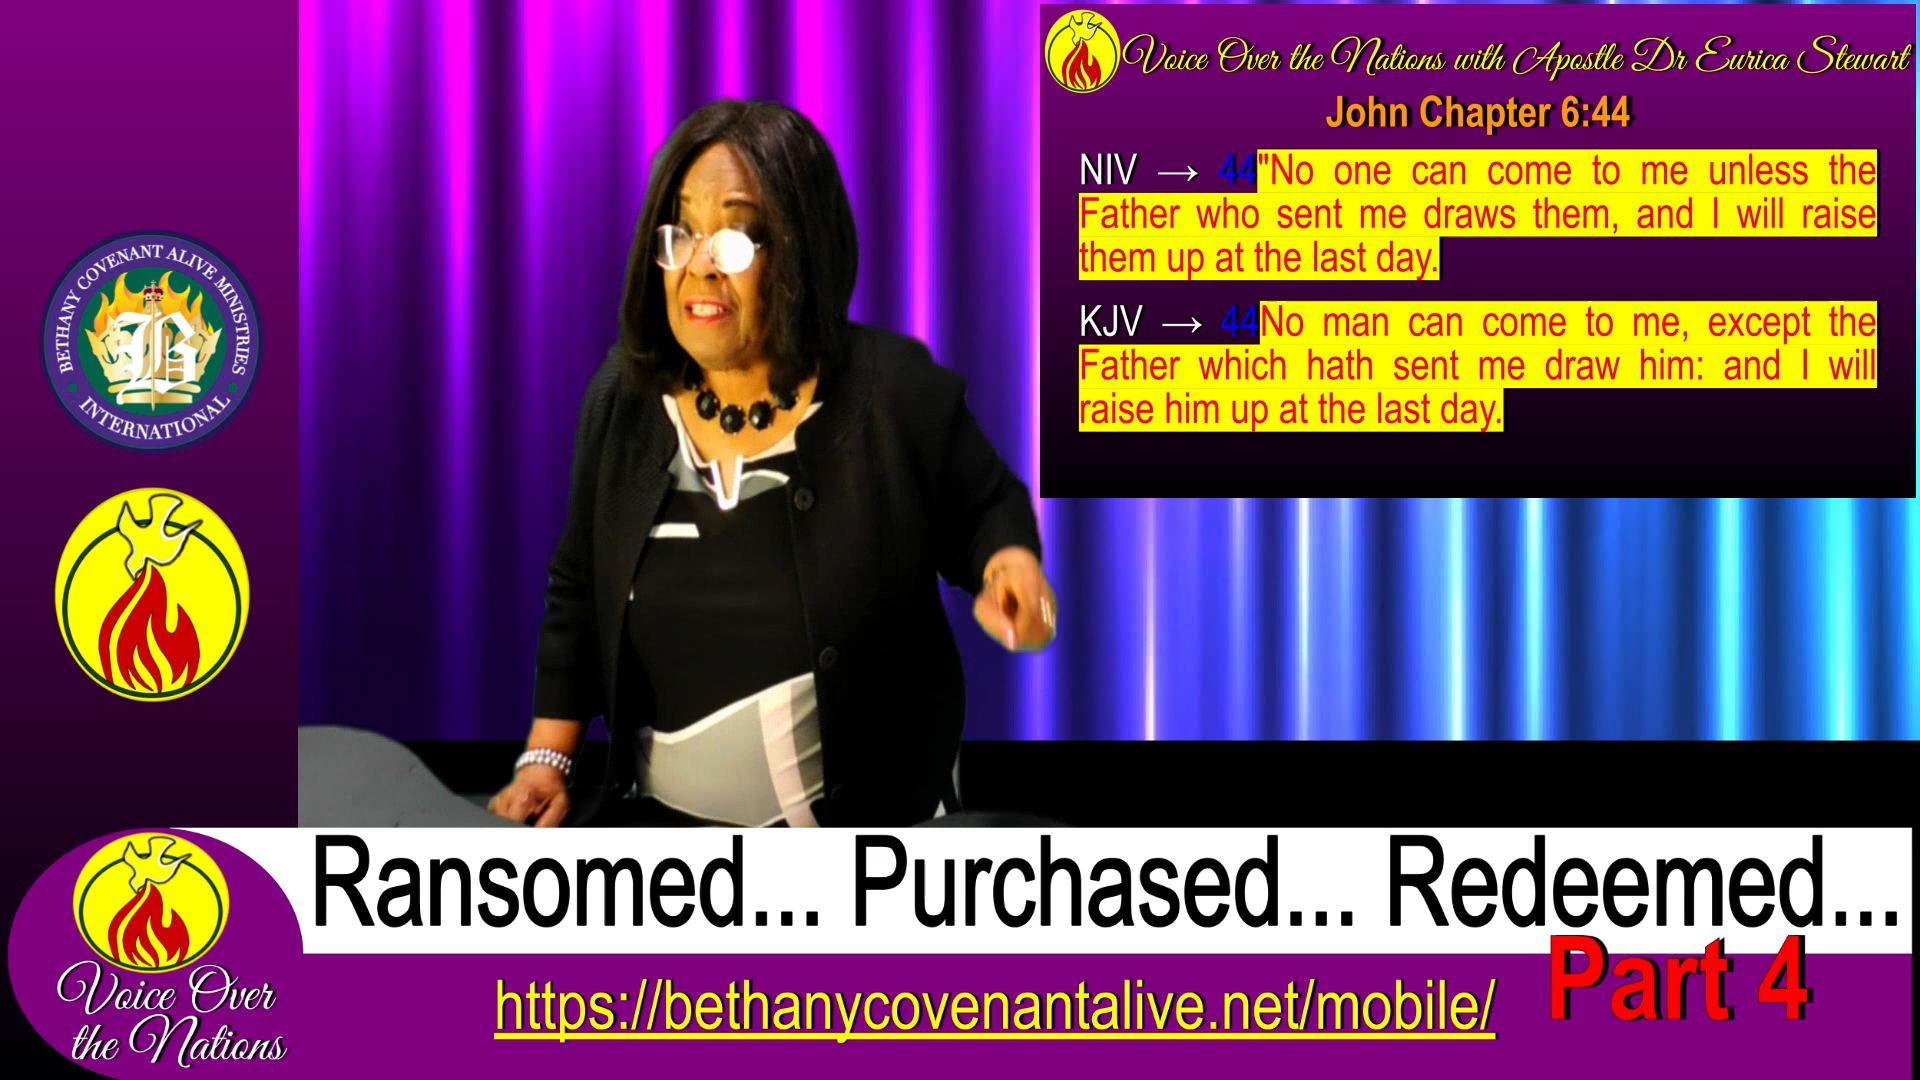 Voice Over the Nations with Apostle Dr Eurica Stewart
John Chapter 6:44
NIV → 44"No one can come to me unless the
Father who sent me draws them, and I will raise
them up at the last day.
KJV → 44No man can come to me, except the
Father which hath sent me draw him: and I will
raise him up at the last day.
BETHANY COVENANT ALIVE MINISTRIES
B
INTERNATIONAL
Ransomed... Purchased... Redeemed...
Part 4
Voice Over
the Nations
https://bethanycovenantalive.net/mobile/